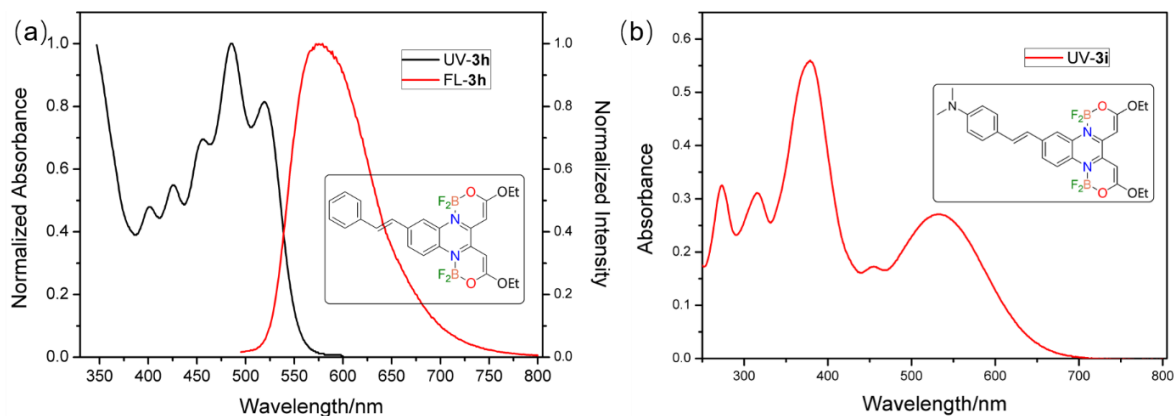 (a)
Normalized Absorbance
1.0
0.8
0.6
0.4
0.2
0.0
UV-3h
FL-3h
F₂B
O
OEt
N
N
F₂B
O
OEt
1.0
0.8
0.6
0.4
0.2
0.0
Normalized Intensity
350 400 450 500 550 600 650 700 750 800
Wavelength/nm
(b)
Absorbance
0.6
0.5
0.4
0.3
0.2
0.1
0.0
UV-3i
N
F₂B
O
OEt
N
N
F₂B
O
OEt
300 400 500 600 700 800
Wavelength/nm